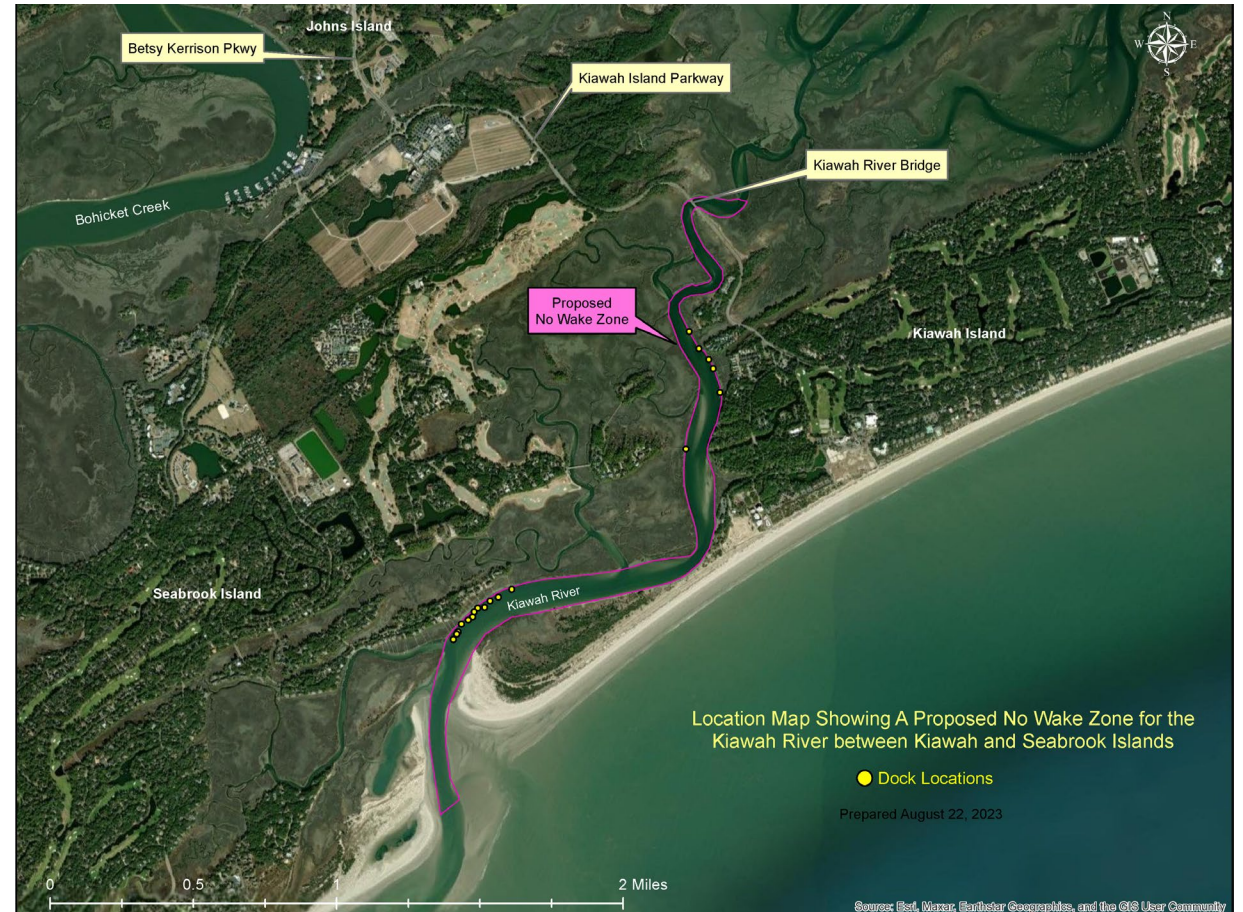 Johns Island
N
W
E
S
Betsy Kerrison Pkwy
Kiawah Island Parkway
Kiawah River Bridge
Bohicket Creek
Proposed
No Wake Zone
Kiawah Island
Seabrook Island
Kiawah River
Location Map Showing A Proposed No Wake Zone for the
Kiawah River between Kiawah and Seabrook Islands
Dock Locations
Prepared August 22, 2023
0 0.5 1 2 Miles
Source: Esri, Maxar, Earthstar Geographics, and the GIS User Community